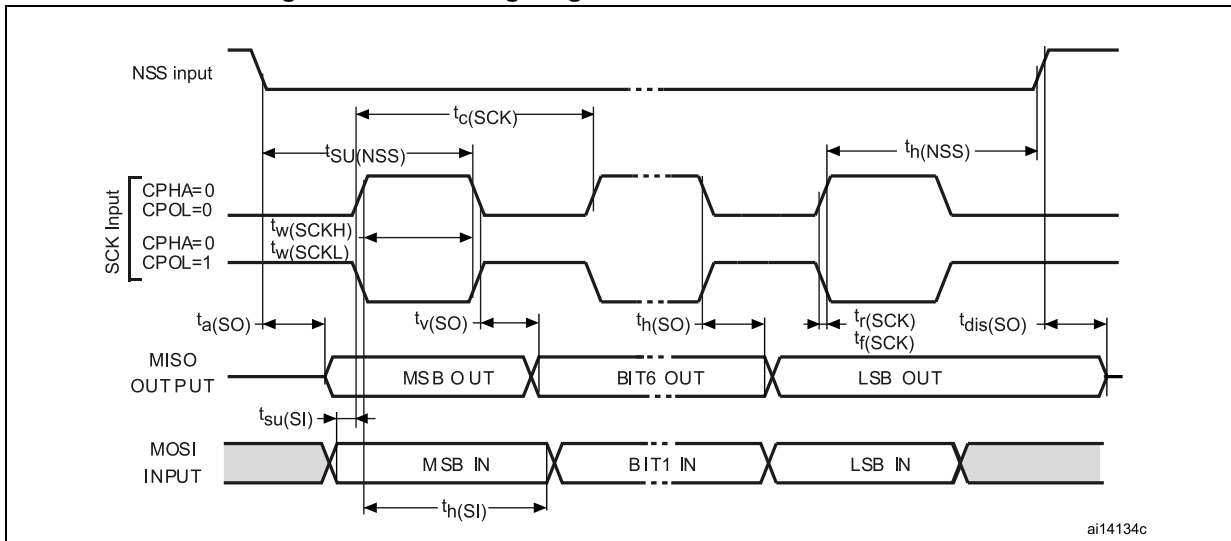 NSS input
tc(SCK)
tSU(NSS)
th(NSS)
SCK Input
CPHA=0
CPOL=0
tw(SCKH)
CPHA=0
tw(SCKL)
CPOL=1
ta(SO)
tv(SO)
th(SO)
tr(SCK)
tf(SCK)
tdis(SO)
MISO
OUTPUT
MSB OUT
BIT6 OUT
LSB OUT
tsu(SI)
MOSI
INPUT
MSB IN
BIT1 IN
LSB IN
th(SI)
ai14134c